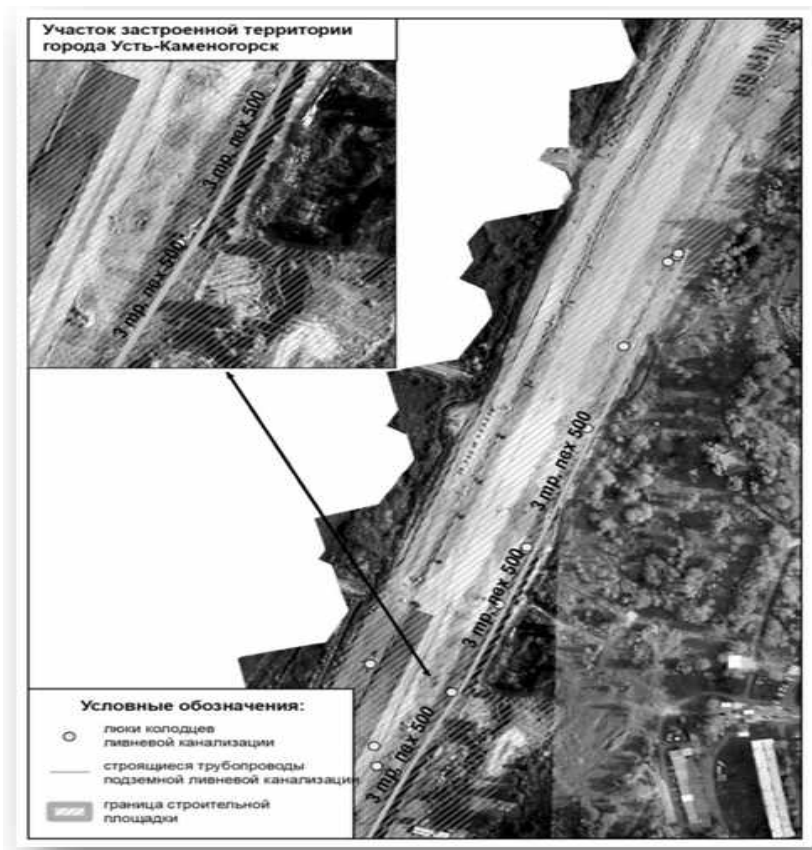 Участок застроенной территории
города Усть-Каменогорск
3 тр. пех 500
3 тр. пех 500
3 тр. пех 500
3 тр. пех 500
3 тр. пех 500
Условные обозначения:
люки колодцев
ливневой канализации
строящиеся трубопроводы
подземной ливневой канализации
граница строительной
площадки